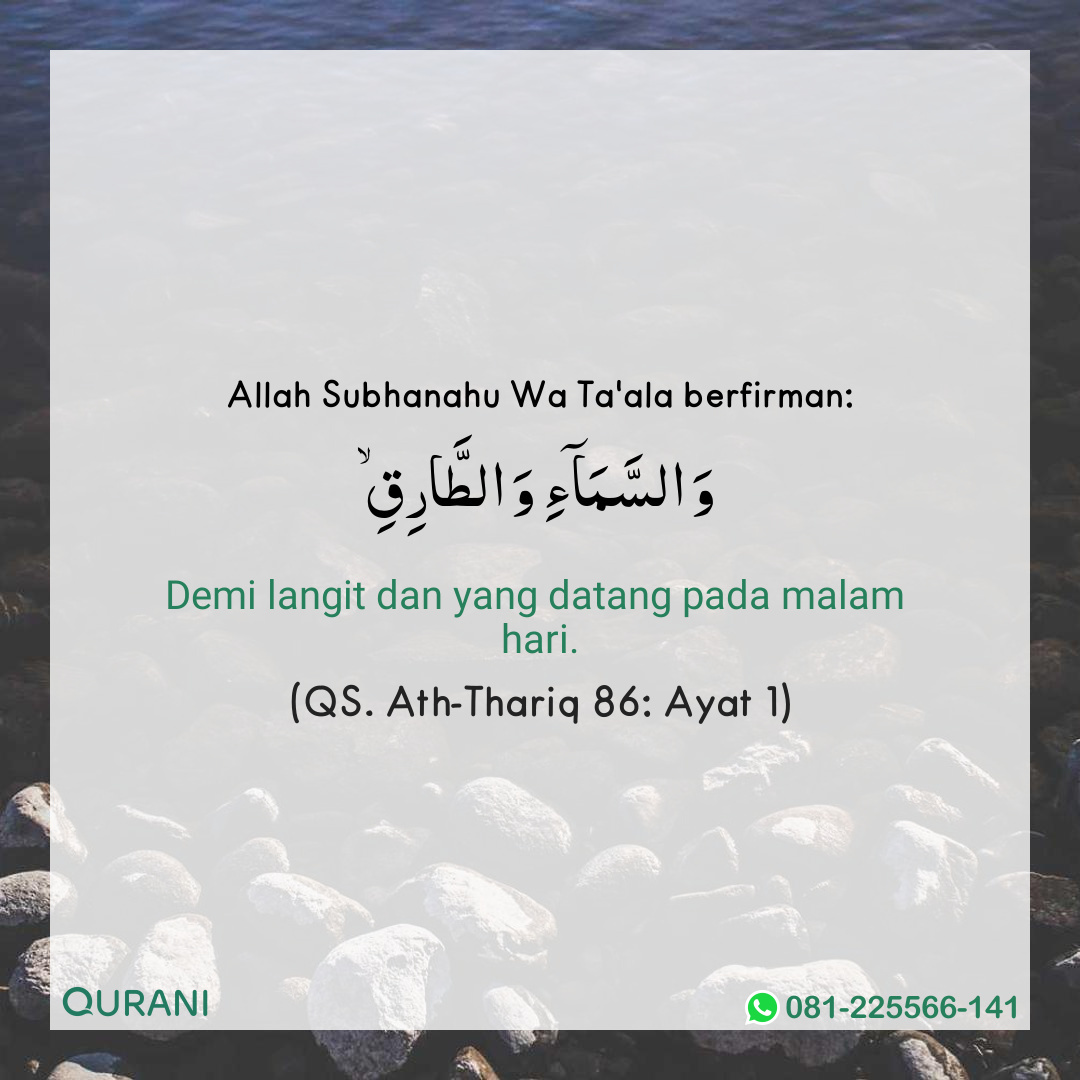 Allah Subhanahu Wa Ta'ala berfirman:
وَالسَّمَآءِ وَالطَّارِقِۙ
Demi langit dan yang datang pada malam
hari.
(QS. Ath-Thariq 86: Ayat 1)
QURANI
081-225566-141